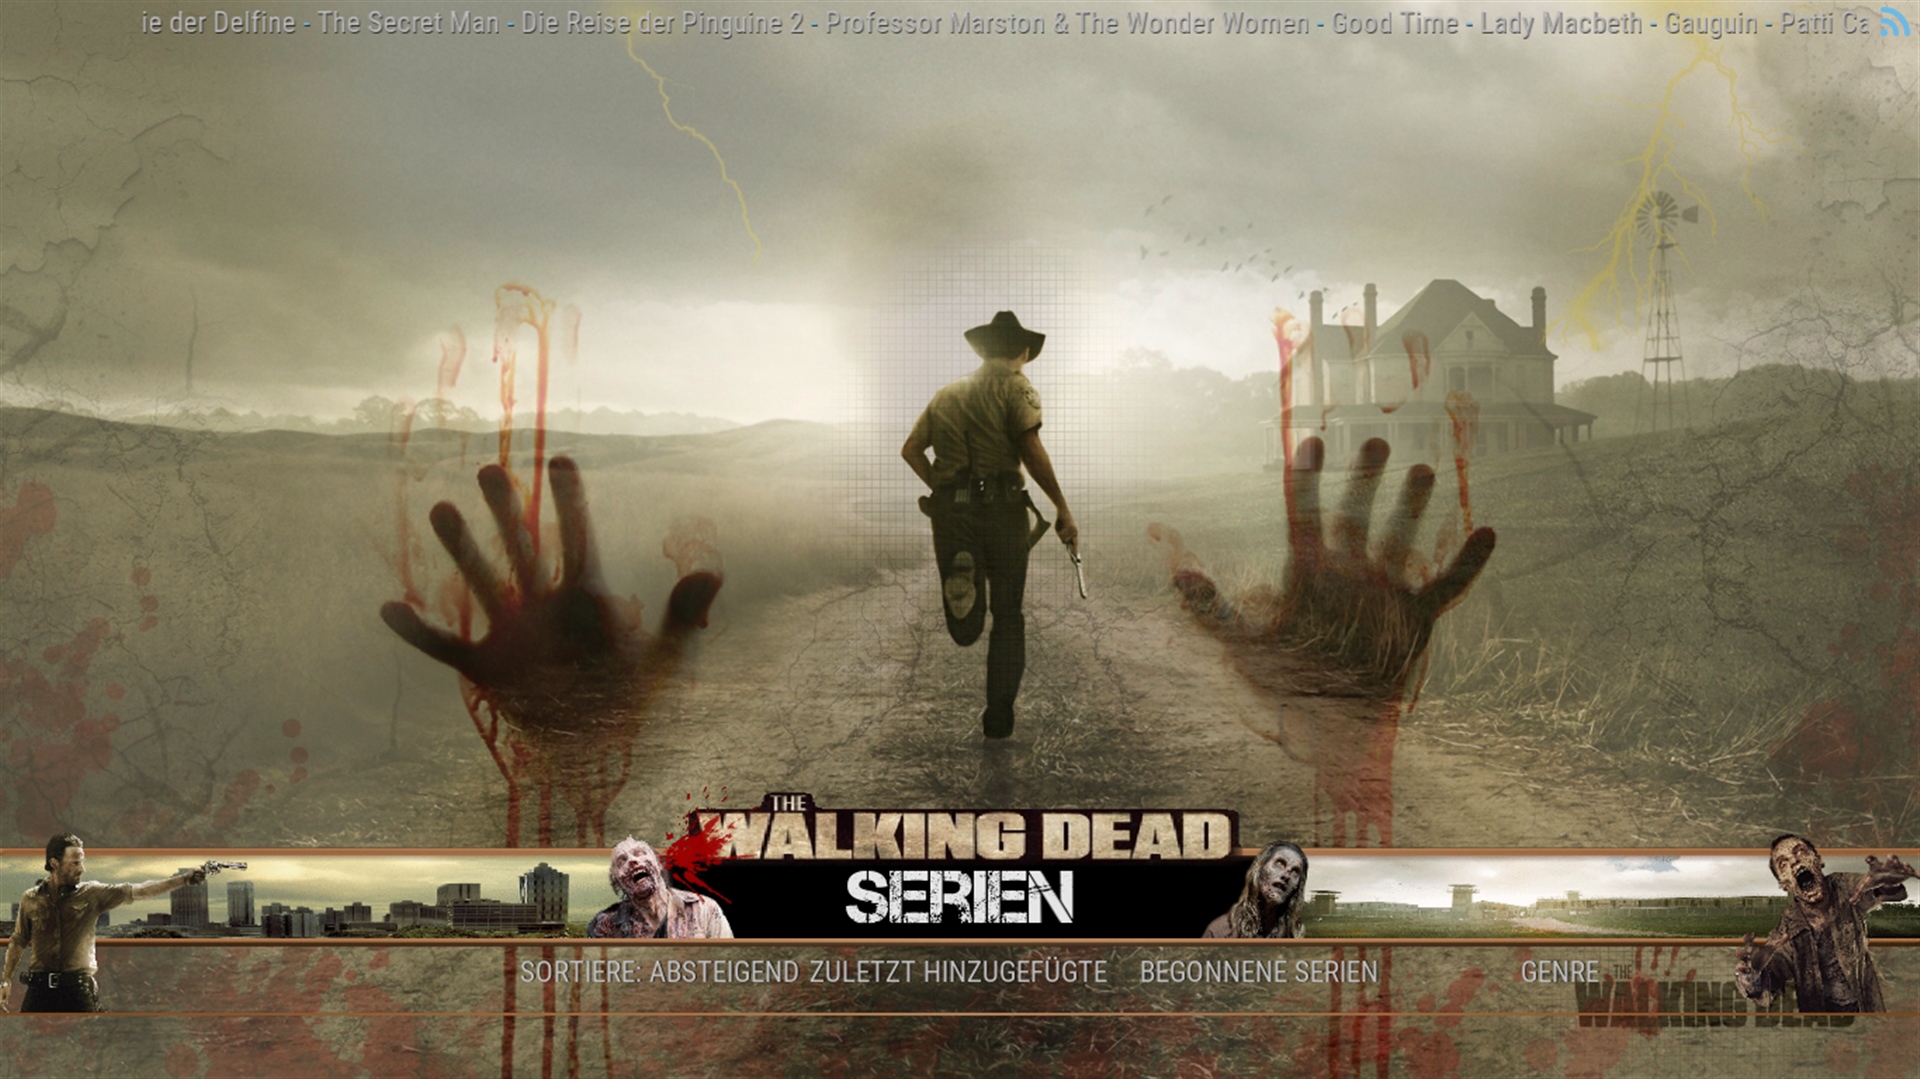 ie der Delfine - The Secret Man - Die Reise der Pinguine 2 - Professor Marston & The Wonder Women - Good Time - Lady Macbeth - Gauguin - Patti Ca
THE
WALKING DEAD
SERIEN
SORTIERE: ABSTEIGEND ZULETZT HINZUGEFÜGTE BEGONNENE SERIEN GENRE
THE
WALKING DEAD